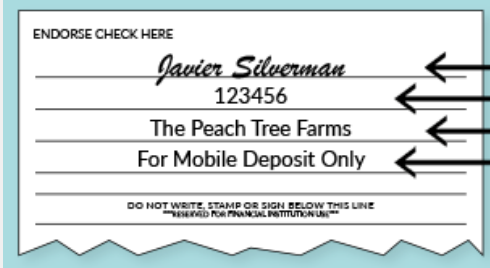 ENDORSE CHECK HERE
Javier Silverman
123456
The Peach Tree Farms
For Mobile Deposit Only
DO NOT WRITE, STAMP OR SIGN BELOW THIS LINE
***RESERVED FOR FINANCIAL INSTITUTION USE***